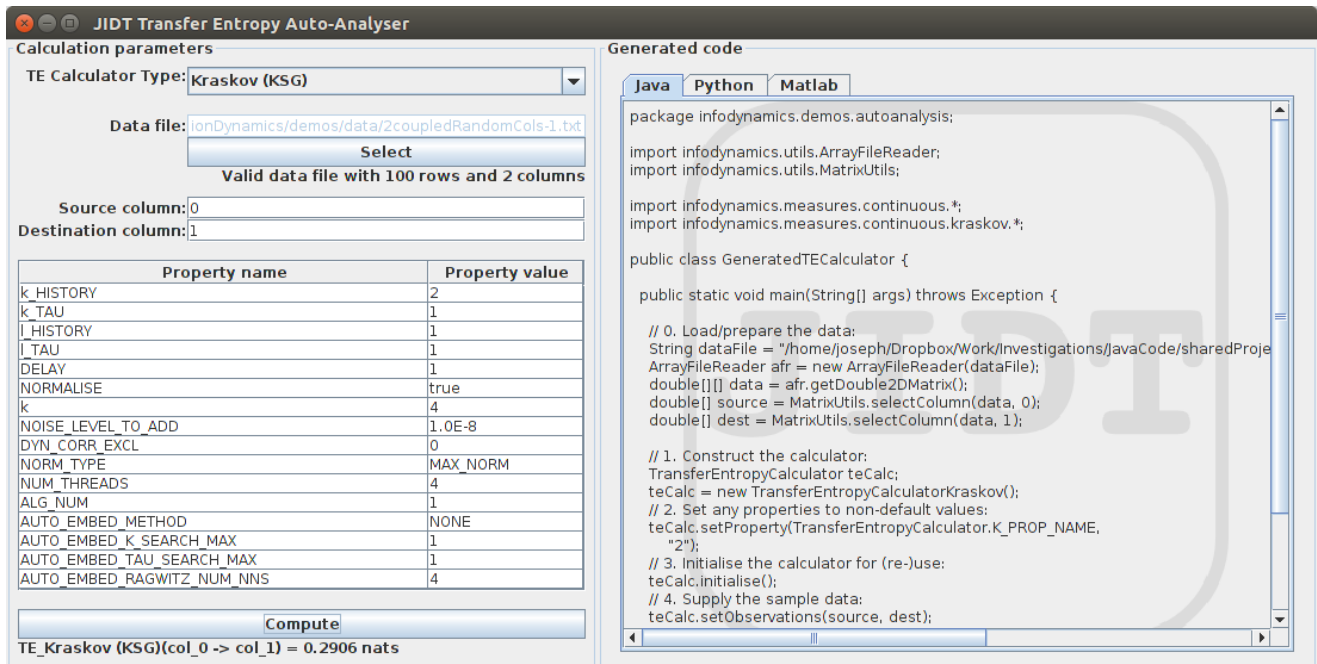 JIDT Transfer Entropy Auto-Analyser
Calculation parameters
TE Calculator Type: Kraskov (KSG)
Data file: ionDynamics/demos/data/2coupledRandomCols-1.txt
Select
Valid data file with 100 rows and 2 columns
Source column: 0
Destination column: 1
Property name Property value
k_HISTORY 2
k_TAU 1
l_HISTORY 1
l_TAU 1
DELAY 1
NORMALISE true
k 4
NOISE_LEVEL_TO_ADD 1.0E-8
DYN_CORR_EXCL 0
NORM_TYPE MAX_NORM
NUM_THREADS 4
ALG_NUM 1
AUTO_EMBED_METHOD NONE
AUTO_EMBED_K_SEARCH_MAX 1
AUTO_EMBED_TAU_SEARCH_MAX 1
AUTO_EMBED_RAGWITZ_NUM_NNS 4
Compute
TE_Kraskov (KSG)(col_0 -> col_1) = 0.2906 nats
Generated code
Java Python Matlab
package infodynamics.demos.autoanalysis;
import infodynamics.utils.ArrayFileReader;
import infodynamics.utils.MatrixUtils;
import infodynamics.measures.continuous.*;
import infodynamics.measures.continuous.kraskov.*;
public class GeneratedTECalculator {
public static void main(String[] args) throws Exception {
// 0. Load/prepare the data:
String dataFile = "/home/joseph/Dropbox/Work/Investigations/JavaCode/sharedProje
ArrayFileReader afr = new ArrayFileReader(dataFile);
double[][] data = afr.getDouble2DMatrix();
double[] source = MatrixUtils.selectColumn(data, 0);
double[] dest = MatrixUtils.selectColumn(data, 1);
// 1. Construct the calculator:
TransferEntropyCalculator teCalc;
teCalc = new TransferEntropyCalculatorKraskov();
// 2. Set any properties to non-default values:
teCalc.setProperty(TransferEntropyCalculator.K_PROP_NAME,
"2");
// 3. Initialise the calculator for (re-)use:
teCalc.initialise();
// 4. Supply the sample data:
teCalc.setObservations(source, dest);
JIDT